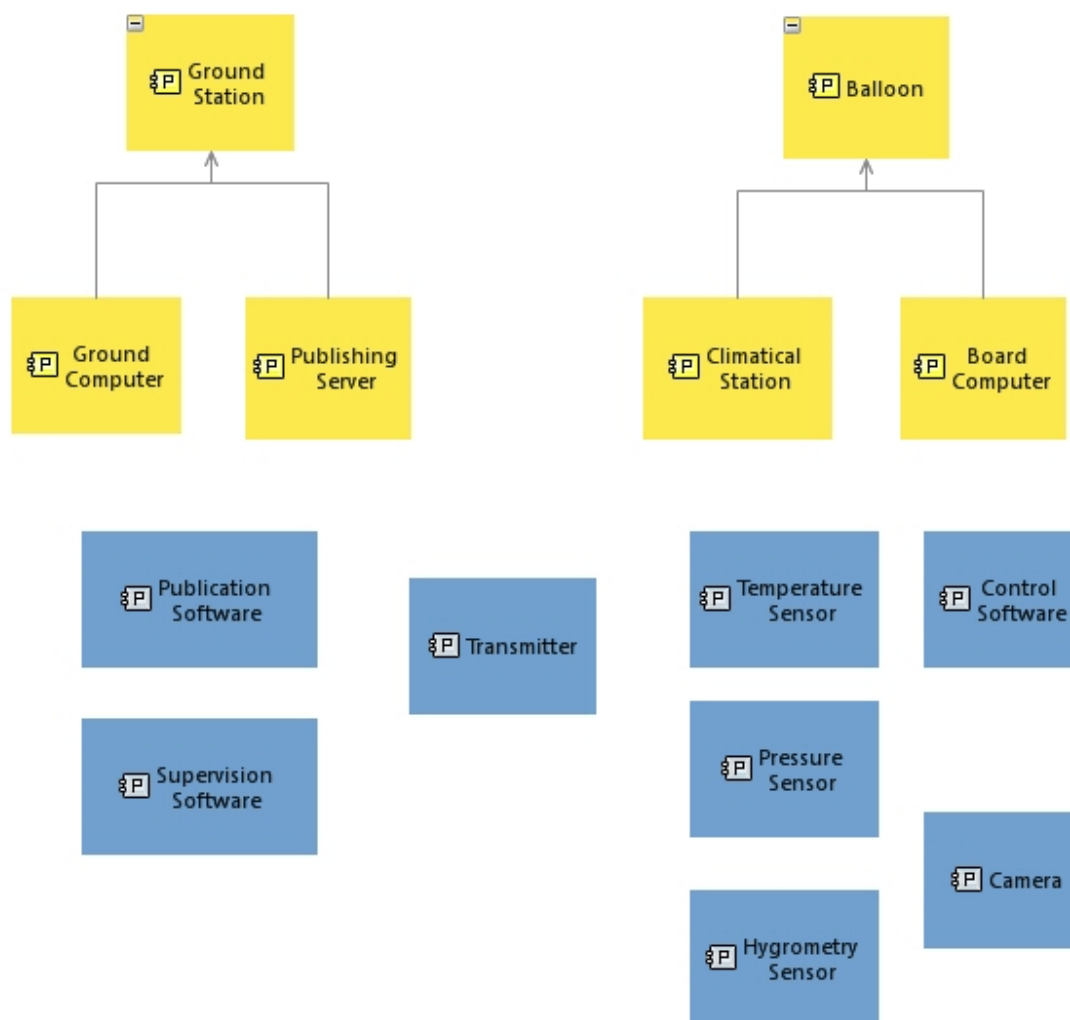 P Ground
Station
P Balloon
P Ground
Computer
P Publishing
Server
P Climatical
Station
P Board
Computer
P Publication
Software
P Transmitter
P Temperature
Sensor
P Control
Software
P Supervision
Software
P Pressure
Sensor
P Camera
P Hygrometry
Sensor